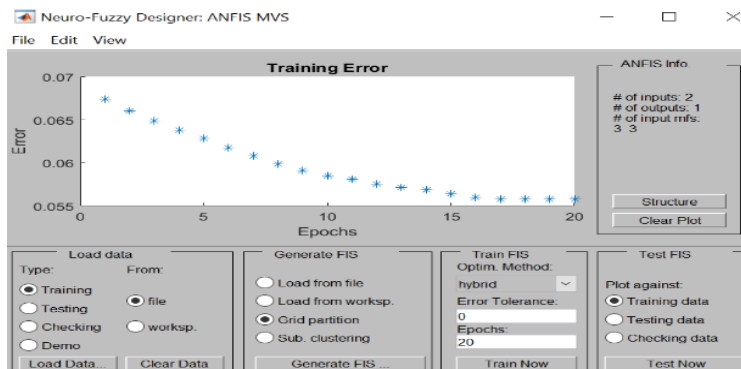 Neuro-Fuzzy Designer: ANFIS MVS
File Edit View
Training Error
0.07
0.065
0.06
0.055
Error
0 5 10 15 20
Epochs
ANFIS Info.
# of inputs: 2
# of outputs: 1
# of input mfs:
3 3
Structure
Clear Plot
Load data
Type: From:
Training
Testing
Checking
Demo
file
worksp.
Load Data... Clear Data
Generate FIS
Load from file
Load from worksp.
Grid partition
Sub. clustering
Generate FIS ...
Train FIS
Optim. Method:
hybrid
Error Tolerance:
0
Epochs:
20
Train Now
Test FIS
Plot against:
Training data
Testing data
Checking data
Test Now